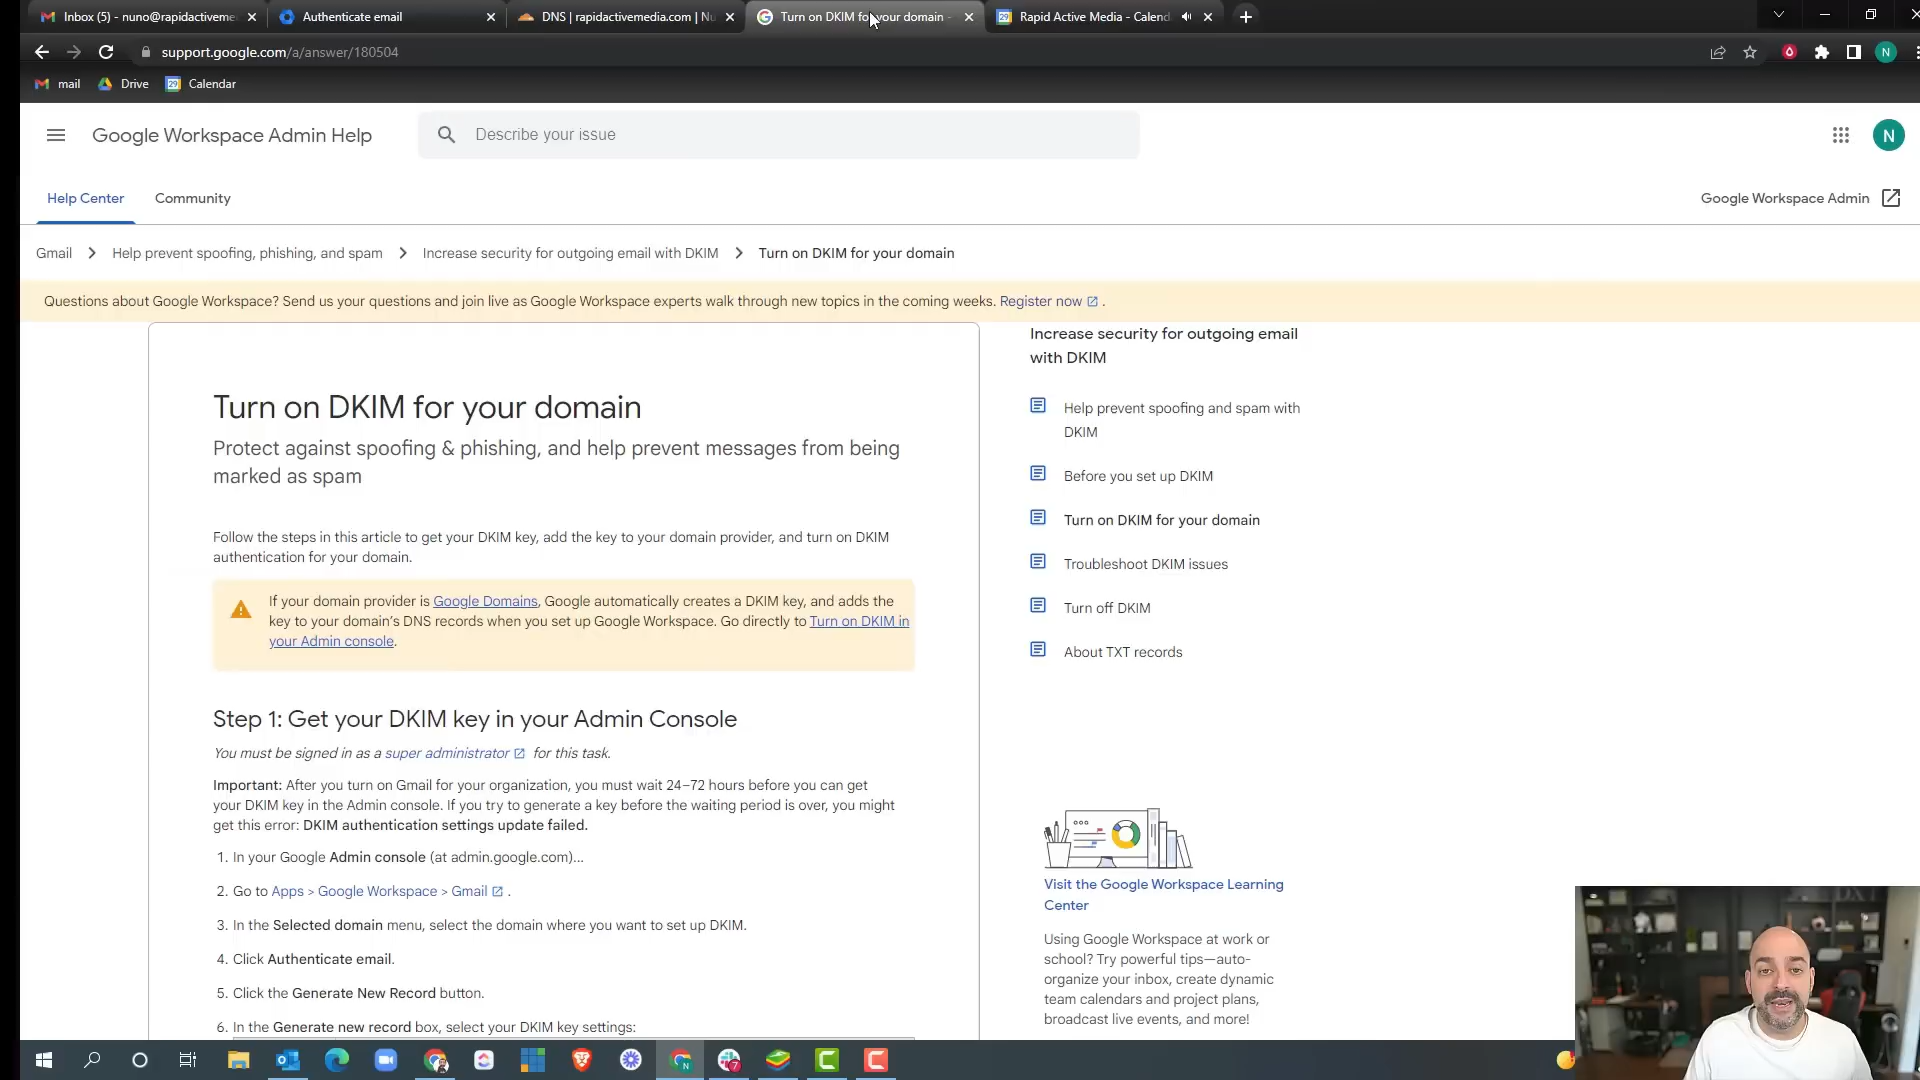 Inbox (5) - nuno@rapidactiveme
Authenticate email
DNS | rapidactivemedia.com | Nu
Turn on DKIM for your domain -
Rapid Active Media - Calend
support.google.com/a/answer/180504
N
mail
Drive
Calendar
Google Workspace Admin Help
Describe your issue
N
Help Center
Community
Google Workspace Admin
Gmail > Help prevent spoofing, phishing, and spam > Increase security for outgoing email with DKIM > Turn on DKIM for your domain
Questions about Google Workspace? Send us your questions and join live as Google Workspace experts walk through new topics in the coming weeks. Register now .
Turn on DKIM for your domain
Protect against spoofing & phishing, and help prevent messages from being
marked as spam
Follow the steps in this article to get your DKIM key, add the key to your domain provider, and turn on DKIM
authentication for your domain.
If your domain provider is Google Domains, Google automatically creates a DKIM key, and adds the
key to your domain's DNS records when you set up Google Workspace. Go directly to Turn on DKIM in
your Admin console.
Step 1: Get your DKIM key in your Admin Console
You must be signed in as a super administrator for this task.
Important: After you turn on Gmail for your organization, you must wait 24–72 hours before you can get
your DKIM key in the Admin console. If you try to generate a key before the waiting period is over, you might
get this error: DKIM authentication settings update failed.
1. In your Google Admin console (at admin.google.com)...
2. Go to Apps > Google Workspace > Gmail .
3. In the Selected domain menu, select the domain where you want to set up DKIM.
4. Click Authenticate email.
5. Click the Generate New Record button.
6. In the Generate new record box, select your DKIM key settings:
Increase security for outgoing email
with DKIM
Help prevent spoofing and spam with
DKIM
Before you set up DKIM
Turn on DKIM for your domain
Troubleshoot DKIM issues
Turn off DKIM
About TXT records
Visit the Google Workspace Learning
Center
Using Google Workspace at work or
school? Try powerful tips—auto-
organize your inbox, create dynamic
team calendars and project plans,
broadcast live events, and more!